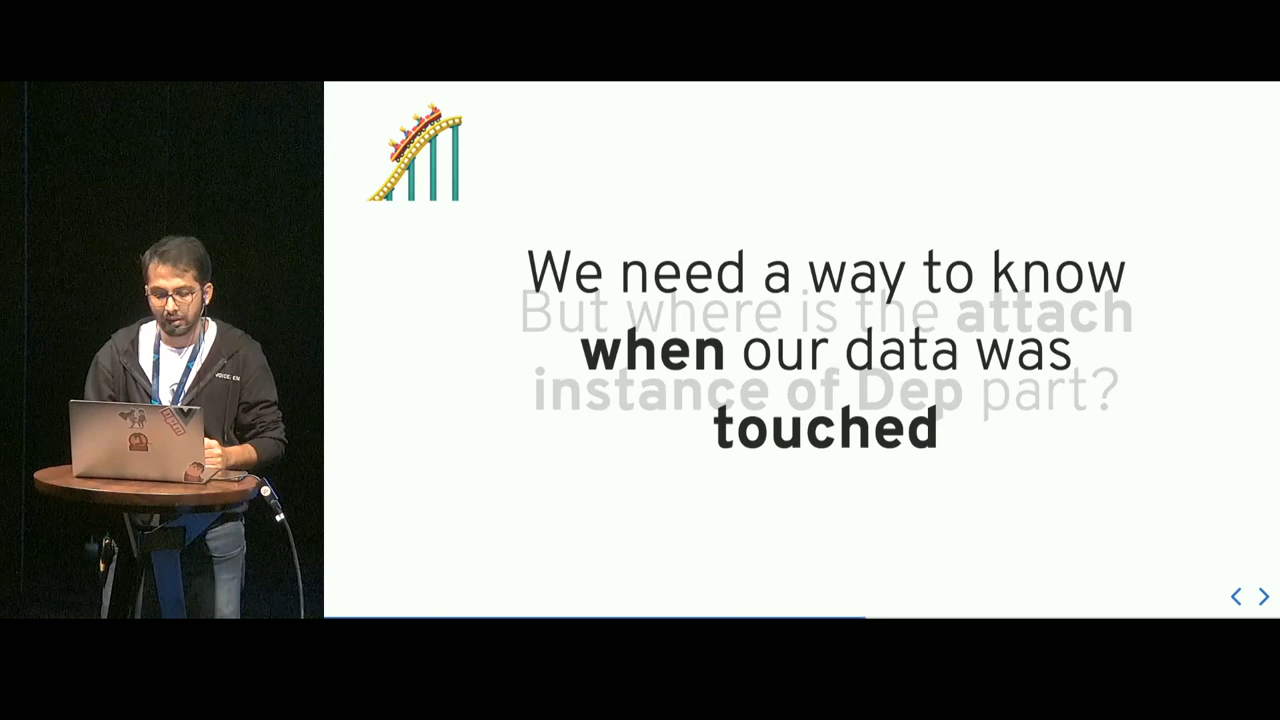 We need a way to know
when our data was
touched
But where is the attach
instance of Dep part?